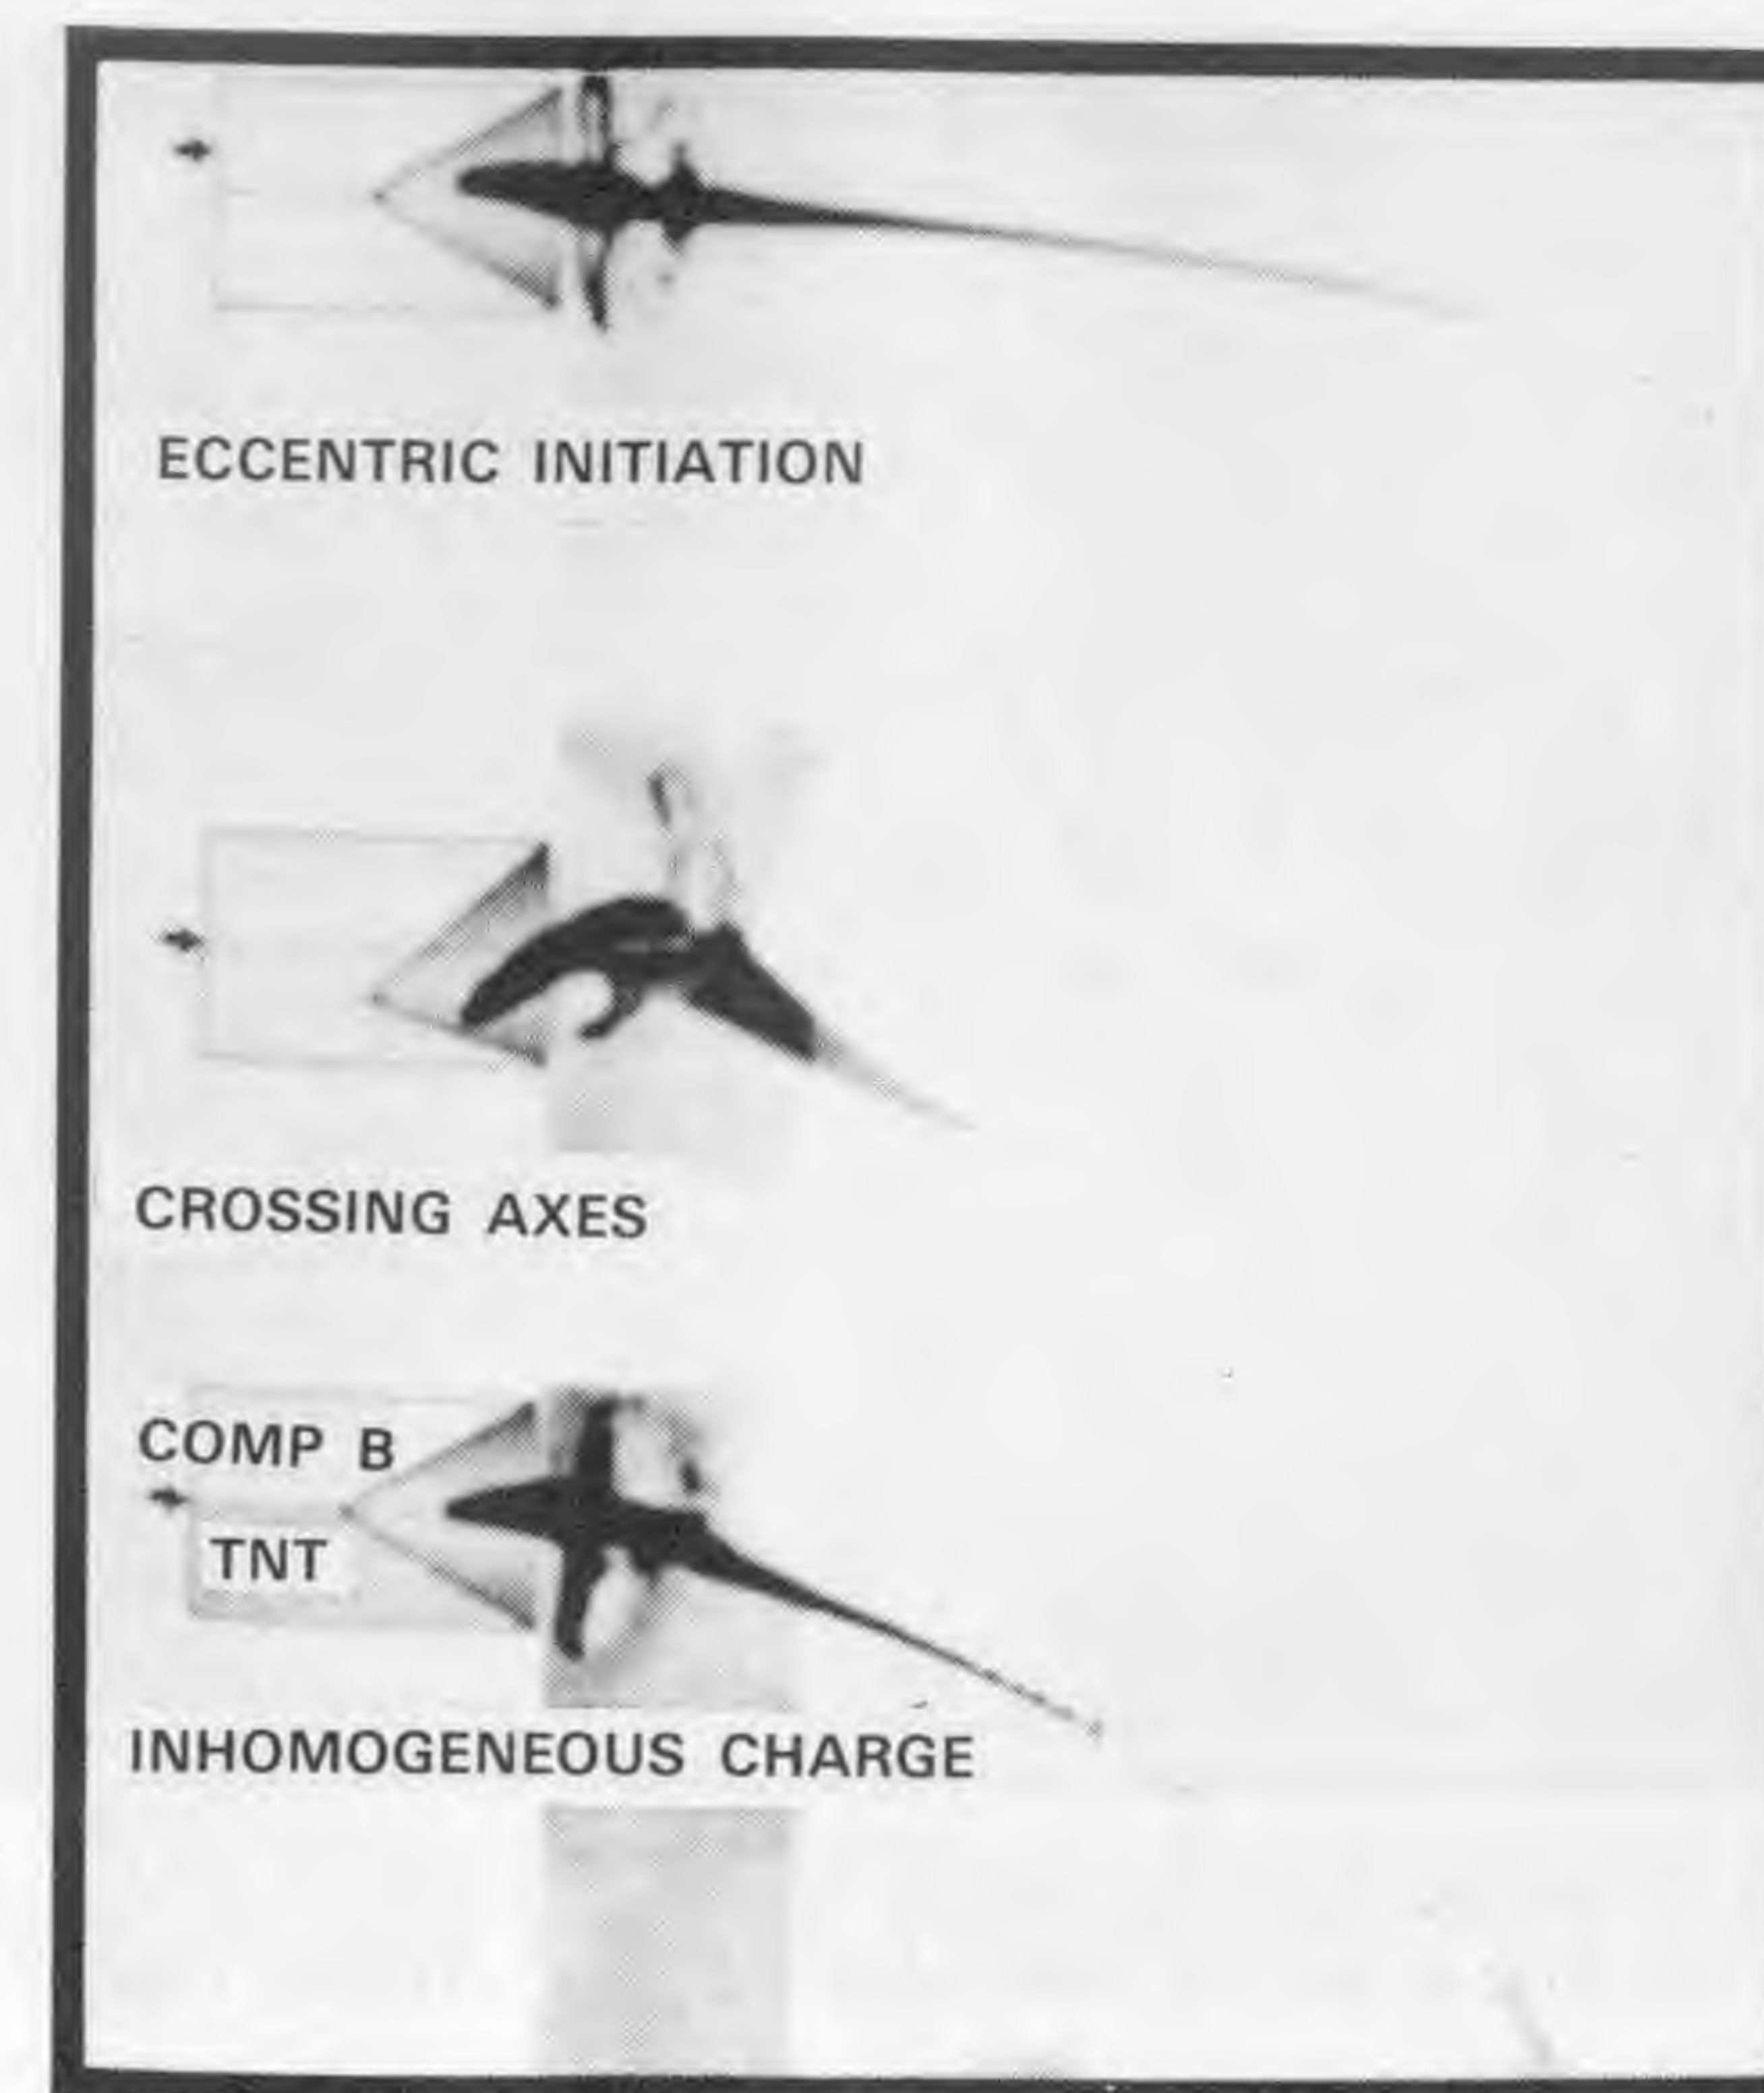 ECCENTRIC INITIATION
CROSSING AXES
COMP B
TNT
INHOMOGENEOUS CHARGE